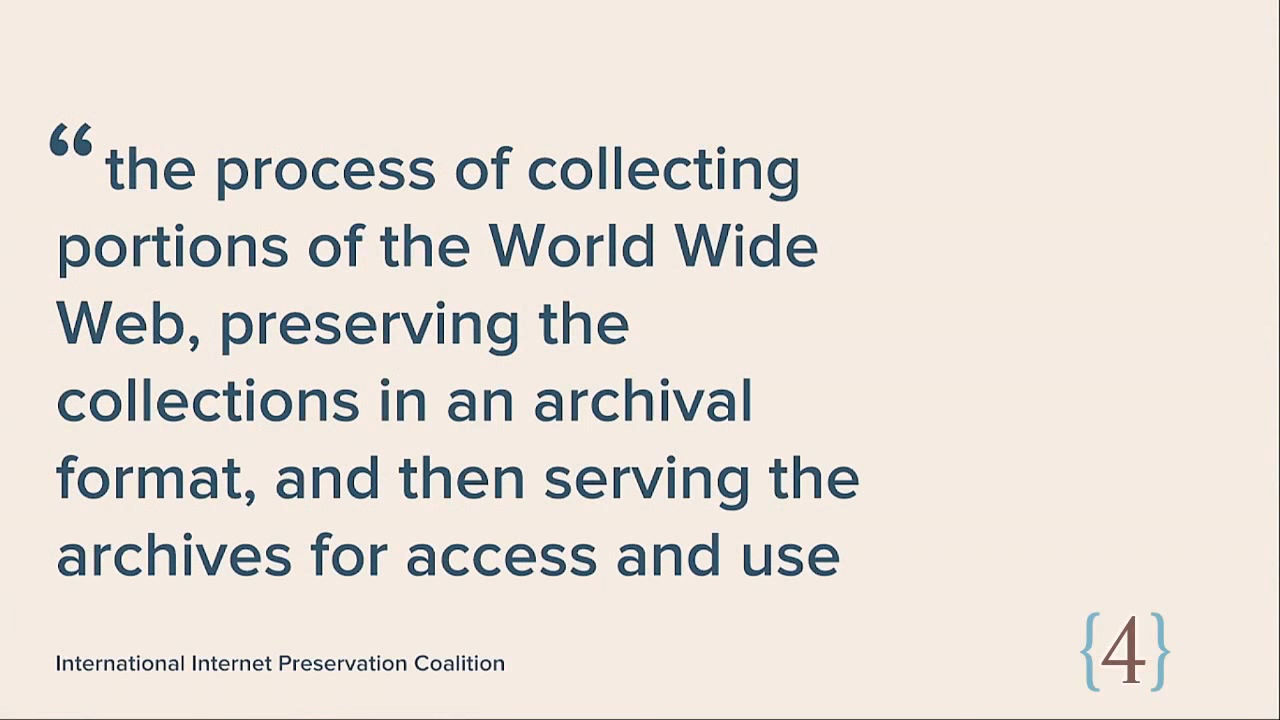 “ the process of collecting
portions of the World Wide
Web, preserving the
collections in an archival
format, and then serving the
archives for access and use
International Internet Preservation Coalition
{4}